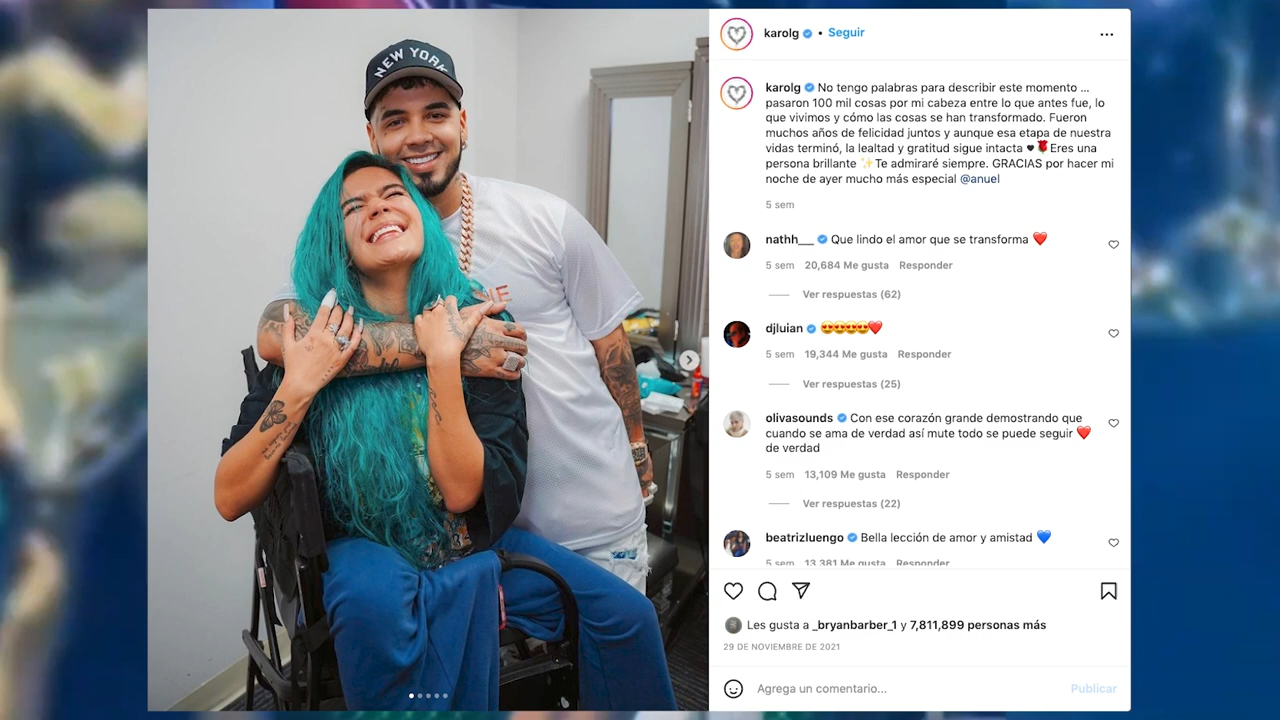 NEW YORK
karolg • Seguir
karolg No tengo palabras para describir este momento ...
pasaron 100 mil cosas por mi cabeza entre lo que antes fue, lo
que vivimos y cómo las cosas se han transformado. Fueron
muchos años de felicidad juntos y aunque esa etapa de nuestra
vidas terminó, la lealtad y gratitud sigue intacta 🖤🌹Eres una
persona brillante ✨Te admiraré siempre. GRACIAS por hacer mi
noche de ayer mucho más especial @anuel
5 sem
nathh___ Que lindo el amor que se transforma ❤️
5 sem 20,684 Me gusta Responder
Ver respuestas (62)
djluian 😍😍😍😍❤️
5 sem 19,344 Me gusta Responder
Ver respuestas (25)
olivasounds Con ese corazón grande demostrando que
cuando se ama de verdad así mute todo se puede seguir ❤️
de verdad
5 sem 13,109 Me gusta Responder
Ver respuestas (22)
beatrizluengo Bella lección de amor y amistad 💙
5 sem 13,381 Me gusta Responder
Les gusta a _bryanbarber_1 y 7,811,899 personas más
29 DE NOVIEMBRE DE 2021
Agrega un comentario... Publicar